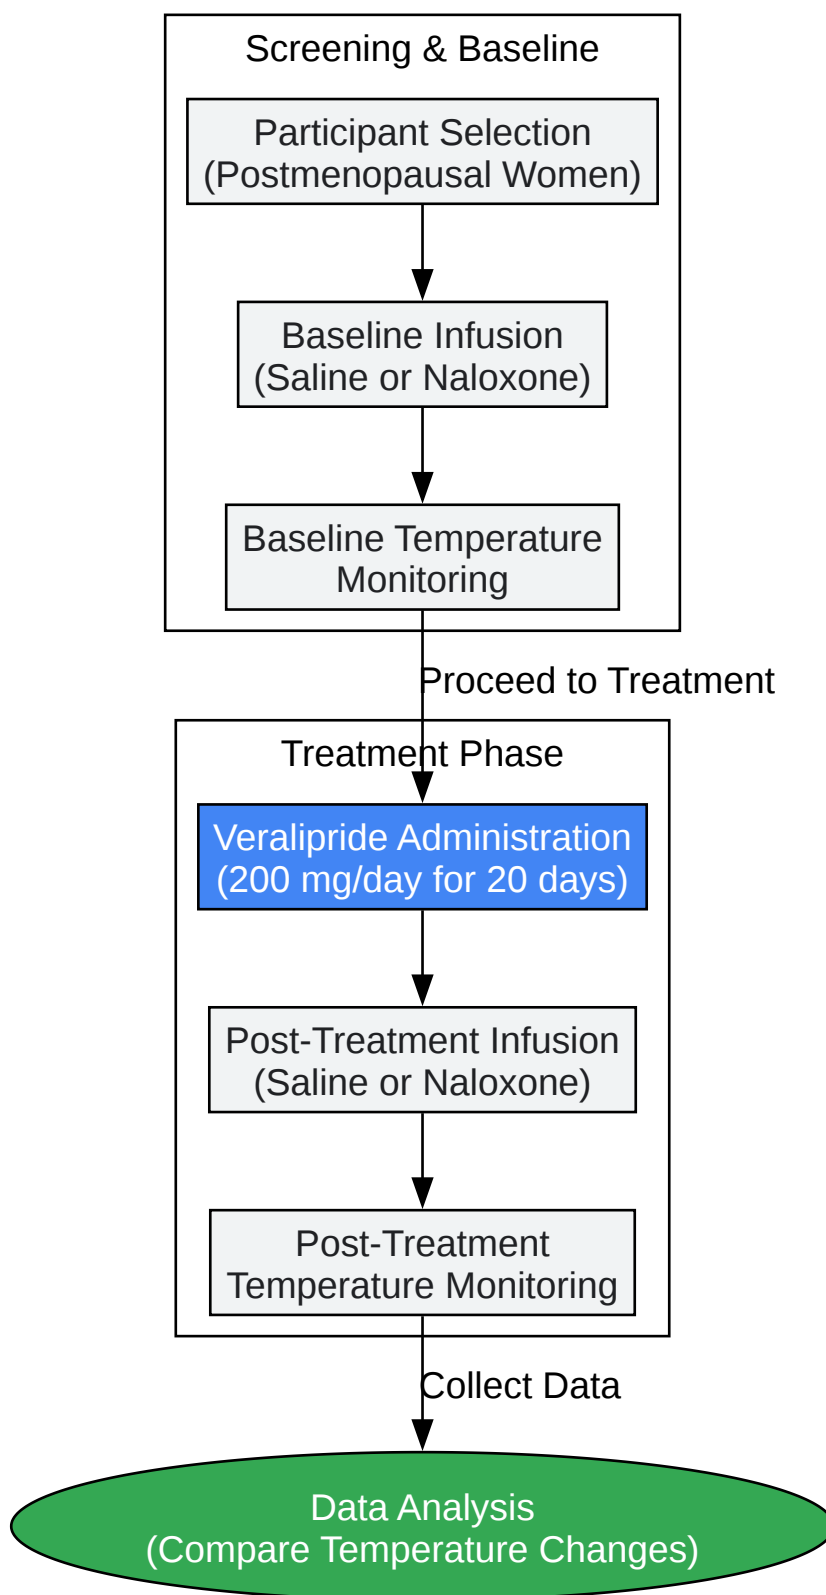 Screening & Baseline
Participant Selection
(Postmenopausal Women)
Baseline Infusion
(Saline or Naloxone)
Baseline Temperature
Monitoring
Proceed to Treatment
Treatment Phase
Veralipride Administration
(200 mg/day for 20 days)
Post-Treatment Infusion
(Saline or Naloxone)
Post-Treatment
Temperature Monitoring
Collect Data
Data Analysis
(Compare Temperature Changes)